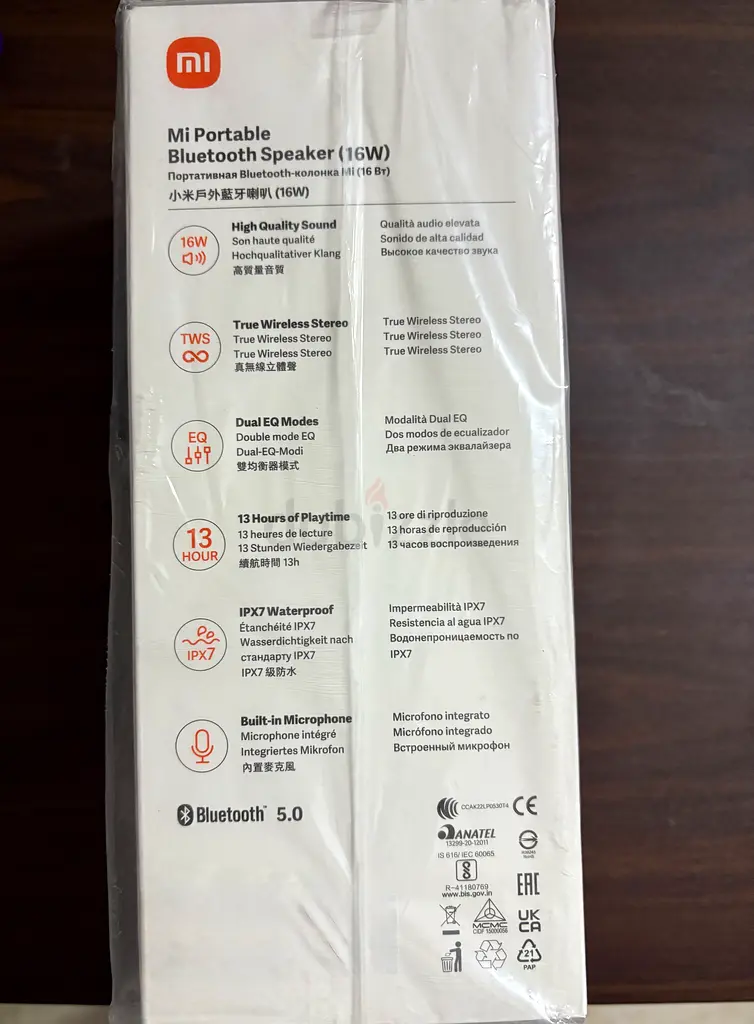 mi
Mi Portable
Bluetooth Speaker (16W)
Портативная Bluetooth-колонка Mi (16 Вт)
小米戶外藍牙喇叭 (16W)
16W
High Quality Sound
Son haute qualité
Hochqualitativer Klang
高質量音質
Qualità audio elevata
Sonido de alta calidad
Высокое качество звука
TWS
True Wireless Stereo
True Wireless Stereo
True Wireless Stereo
真無線立體聲
True Wireless Stereo
True Wireless Stereo
True Wireless Stereo
EQ
Dual EQ Modes
Double mode EQ
Dual-EQ-Modi
雙均衡器模式
Modalità Dual EQ
Dos modos de ecualizador
Два режима эквалайзера
13
HOUR
13 Hours of Playtime
13 heures de lecture
13 Stunden Wiedergabezeit
續航時間 13h
13 ore di riproduzione
13 horas de reproducción
13 часов воспроизведения
IPX7
IPX7 Waterproof
Étanchéité IPX7
Wasserdichtigkeit nach
стандарту IPX7
IPX7 級防水
Impermeabilità IPX7
Resistencia al agua IPX7
Водонепроницаемость по
IPX7
Built-in Microphone
Microphone intégré
Integriertes Mikrofon
內置麥克風
Microfono integrato
Micrófono integrado
Встроенный микрофон
Bluetooth 5.0
CCAK22LP0530T4
CE
ANATEL
13299-20-12011
IS 616/ IEC 60065
R-41180769
www.bis.gov.in
EAC
MCMC
CIDF 15000056
UK
CA
21
PAP